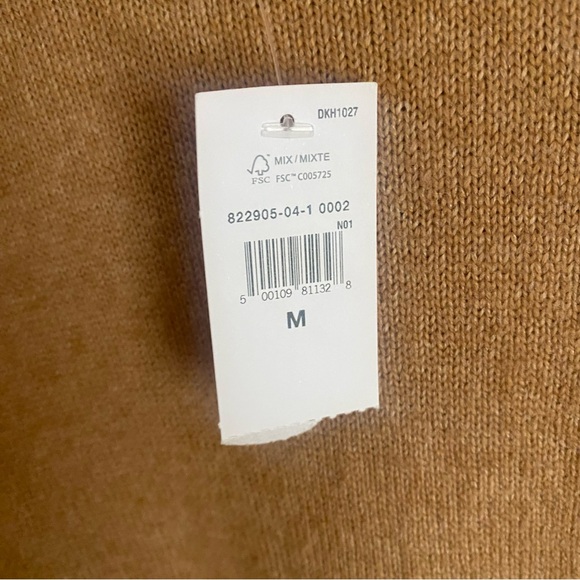 DKH1027
MIX / MIXTE
FSC FSC™ C005725
822905-04-1 0002
N01
5 00109 81132 8
M